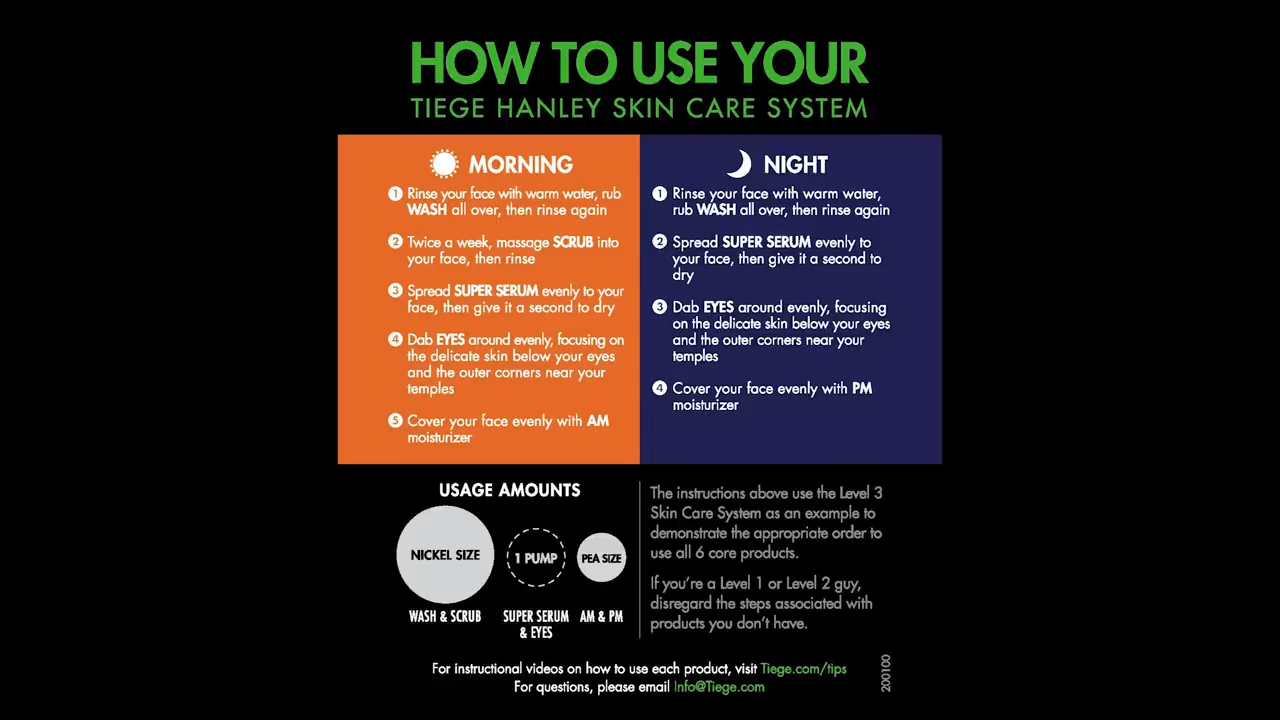 HOW TO USE YOUR
TIEGE HANLEY SKIN CARE SYSTEM
MORNING
1 Rinse your face with warm water, rub
WASH all over, then rinse again
2 Twice a week, massage SCRUB into
your face, then rinse
3 Spread SUPER SERUM evenly to your
face, then give it a second to dry
4 Dab EYES around evenly, focusing on
the delicate skin below your eyes
and the outer corners near your
temples
5 Cover your face evenly with AM
moisturizer
NIGHT
1 Rinse your face with warm water,
rub WASH all over, then rinse again
2 Spread SUPER SERUM evenly to
your face, then give it a second to
dry
3 Dab EYES around evenly, focusing
on the delicate skin below your eyes
and the outer corners near your
temples
4 Cover your face evenly with PM
moisturizer
USAGE AMOUNTS
NICKEL SIZE
1 PUMP
PEA SIZE
WASH & SCRUB
SUPER SERUM
& EYES
AM & PM
The instructions above use the Level 3
Skin Care System as an example to
demonstrate the appropriate order to
use all 6 core products.
If you're a Level 1 or Level 2 guy,
disregard the steps associated with
products you don't have.
For instructional videos on how to use each product, visit Tiege.com/tips
For questions, please email Info@Tiege.com
200100